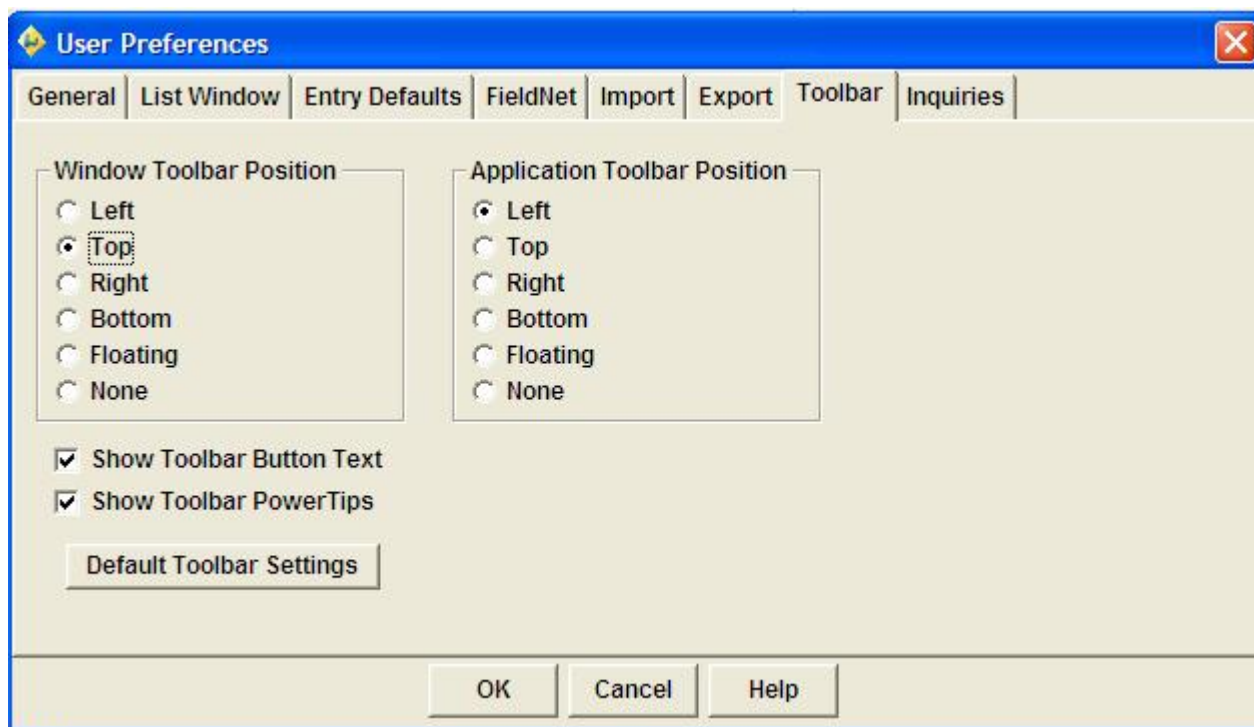 User Preferences
General List Window Entry Defaults FieldNet Import Export Toolbar Inquiries
Window Toolbar Position
Left
Top
Right
Bottom
Floating
None
Application Toolbar Position
Left
Top
Right
Bottom
Floating
None
Show Toolbar Button Text
Show Toolbar PowerTips
Default Toolbar Settings
OK Cancel Help